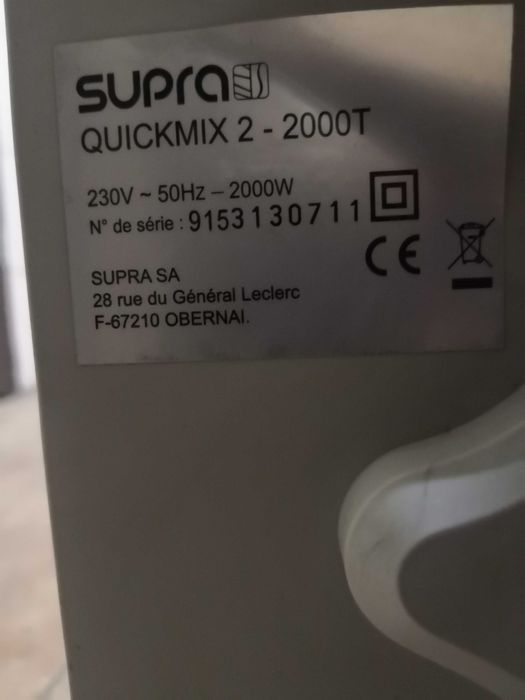 supra
QUICKMIX 2 - 2000T
230V ~ 50Hz – 2000W
N° de série : 9153130711
CE
SUPRA SA
28 rue du Général Leclerc
F-67210 OBERNAI.